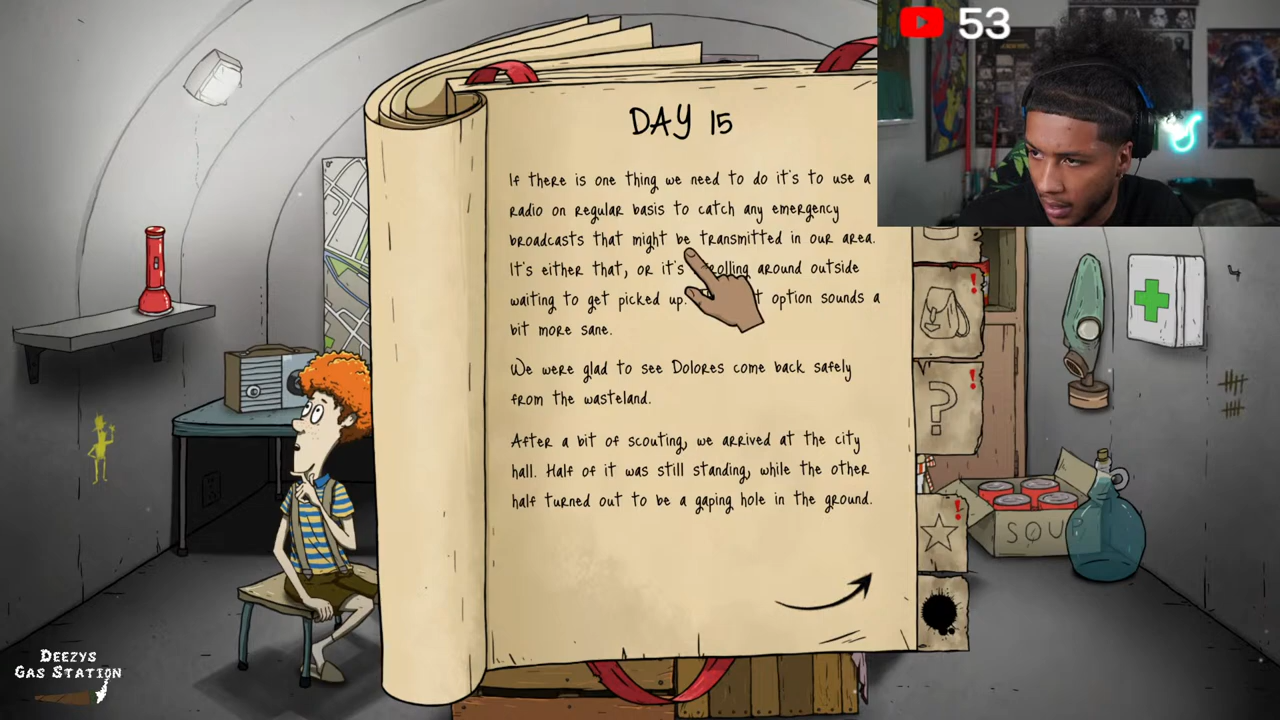 53
DAY 15
If there is one thing we need to do it's to use a
radio on regular basis to catch any emergency
broadcasts that might be transmitted in our area.
It's either that, or it's rolling around outside
waiting to get picked up. t option sounds a
bit more sane.
We were glad to see Dolores come back safely
from the wasteland.
After a bit of scouting, we arrived at the city
hall. Half of it was still standing, while the other
half turned out to be a gaping hole in the ground.
SOU
DEEZYS
GAS STATION